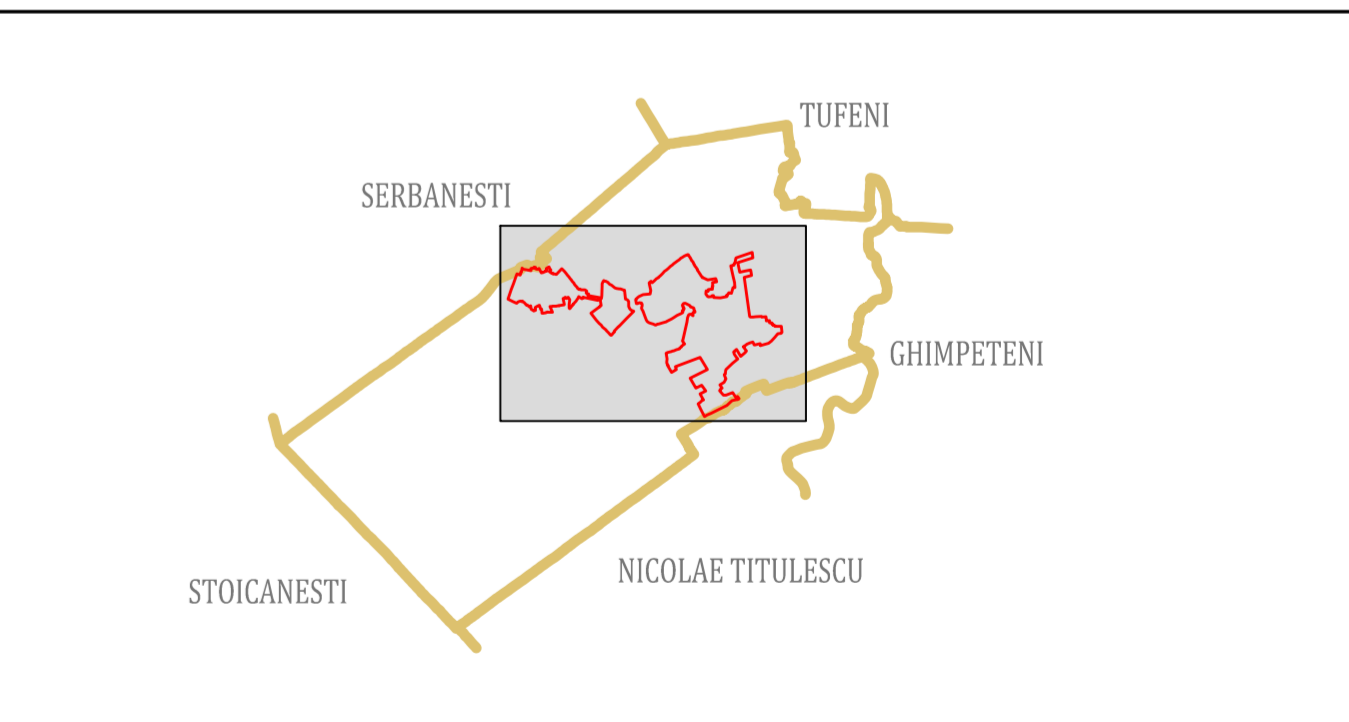 TUFENI
SERBANESTI
GHIMPETENI
NICOLAE TITULESCU
STOICANESTI